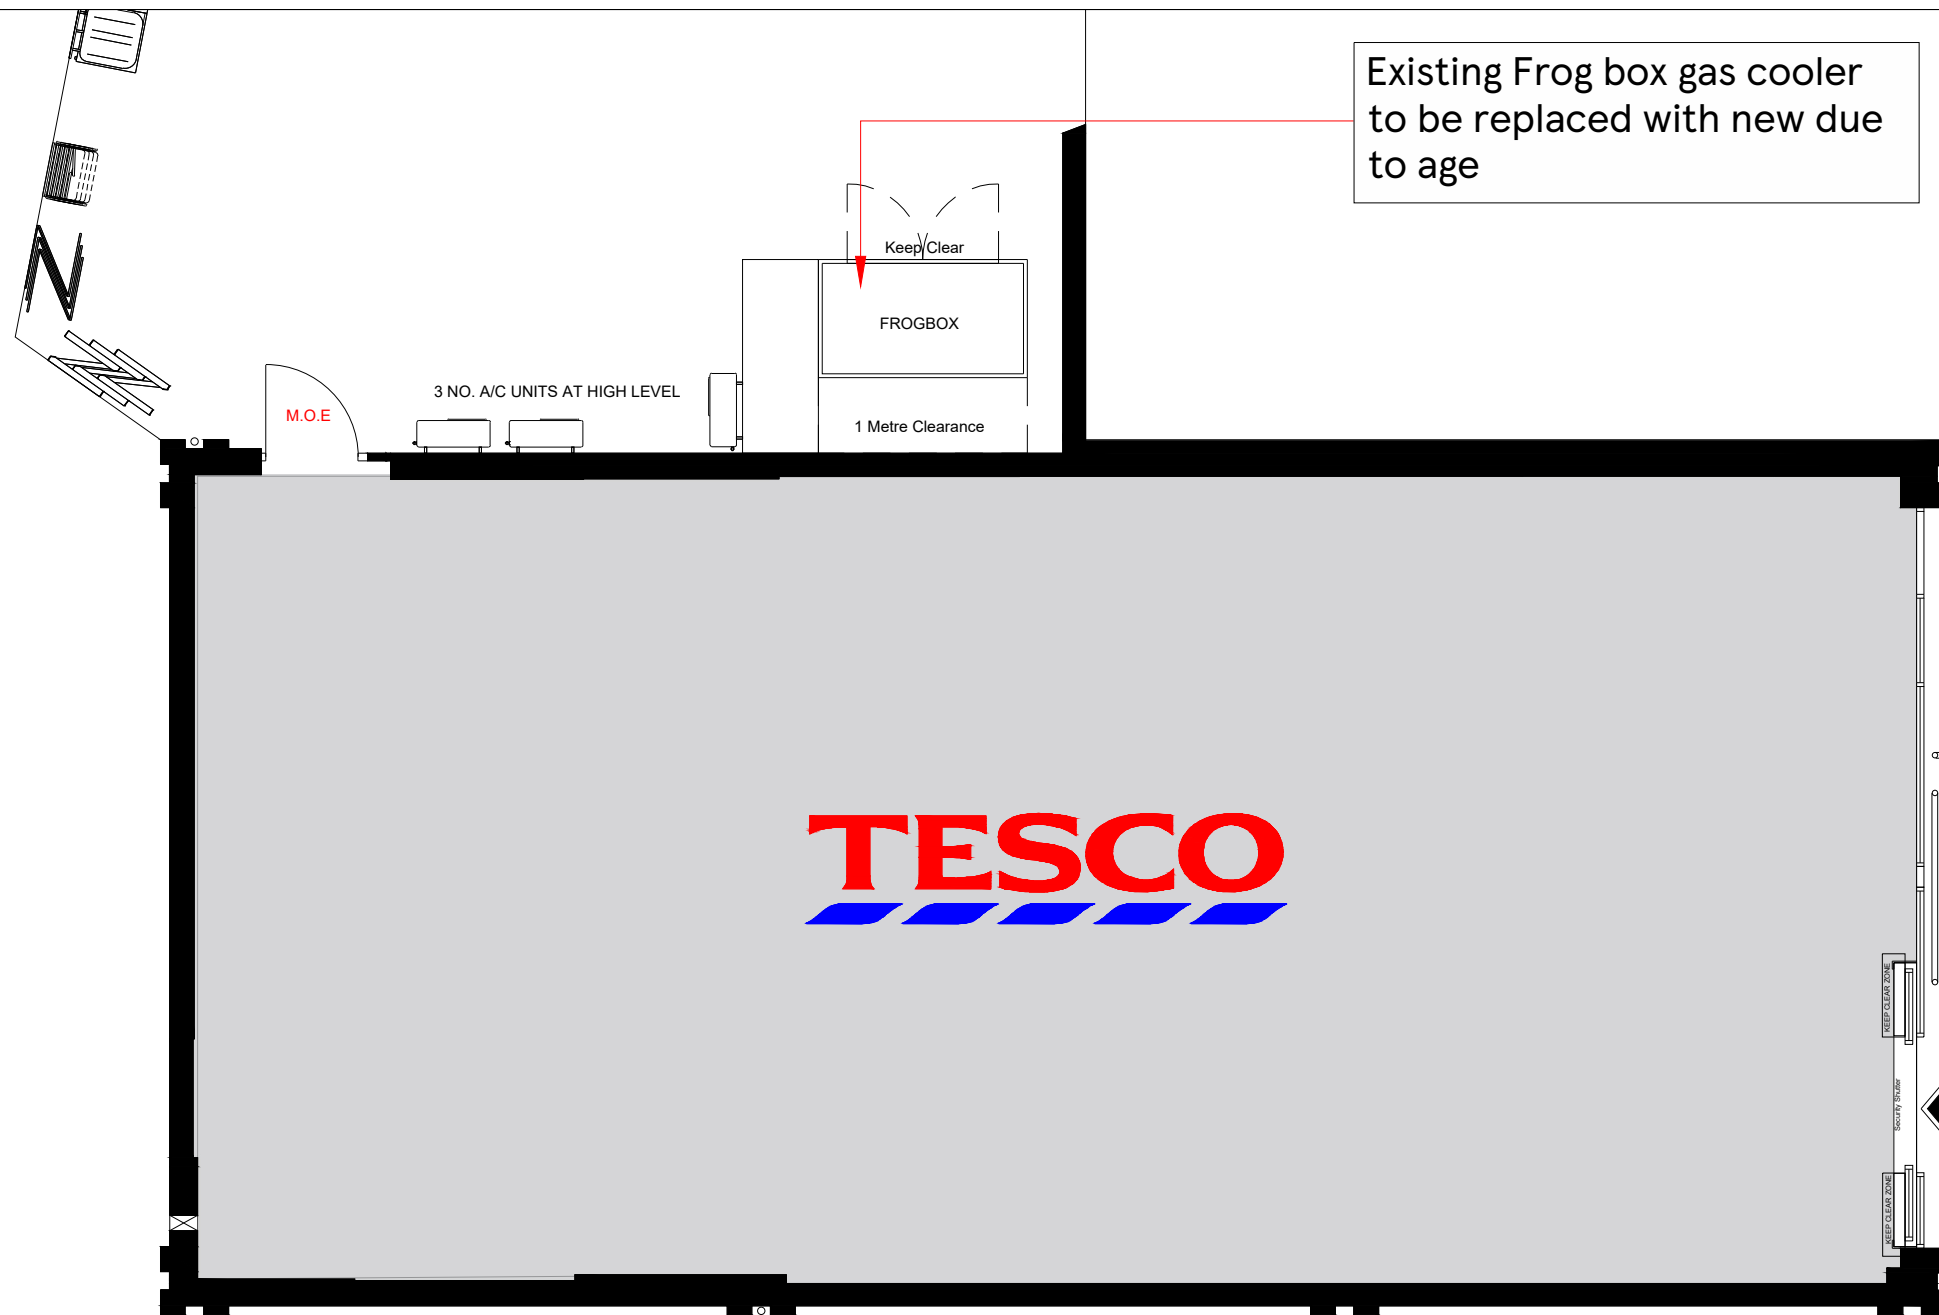 Existing Frog box gas cooler
to be replaced with new due
to age
Keep Clear
FROGBOX
3 NO. A/C UNITS AT HIGH LEVEL
M.O.E
1 Metre Clearance
TESCO
KEEP CLEAR ZONE
Security Shutter
KEEP CLEAR ZONE